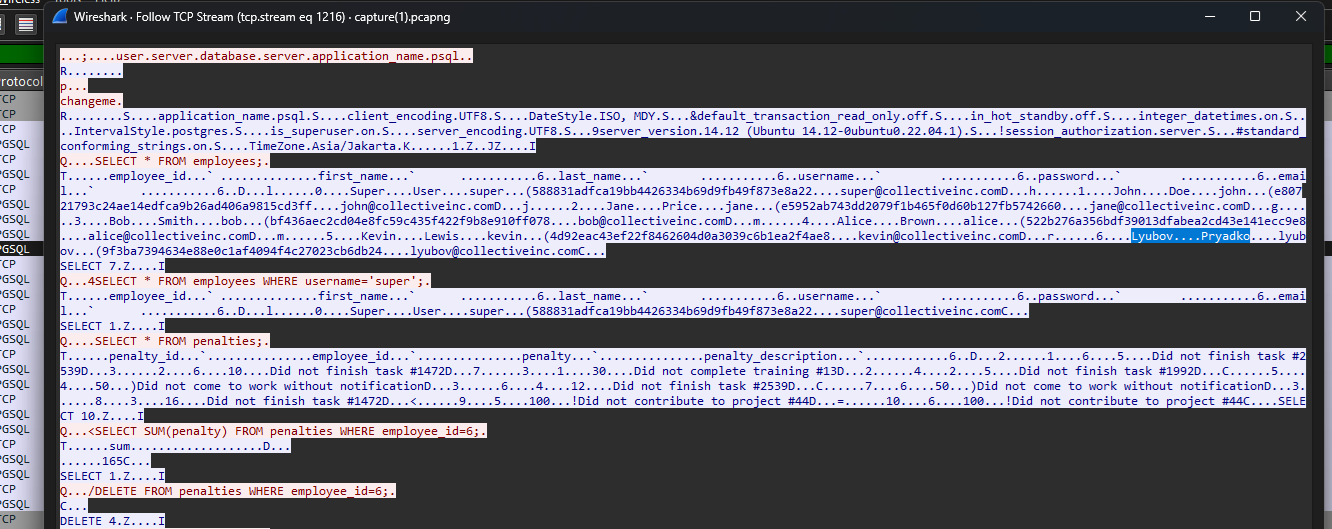 Wireshark · Follow TCP Stream (tcp.stream eq 1216) · capture(1).pcapng
...;....user.server.database.server.application_name.psql..
R........
p...
changeme.
R........S....application_name.psql.S....client_encoding.UTF8.S....DateStyle.ISO, MDY.S...&default_transaction_read_only.off.S....in_hot_standby.off.S....integer_datetimes.on.S..
..IntervalStyle.postgres.S....is_superuser.on.S....server_encoding.UTF8.S...9server_version.14.12 (Ubuntu 14.12-0ubuntu0.22.04.1).S...!session_authorization.server.S...#standard_
conforming_strings.on.S....TimeZone.Asia/Jakarta.K......1.Z..JZ....I
Q....SELECT * FROM employees;.
T......employee_id...` ..............first_name...` ...........6..last_name...` ...........6..username...` ...........6..password...` ...........6..emai
l...` ...........6..D...l......0....Super....User....super...(588831adfca19bb4426334b69d9fb49f873e8a22....super@collectiveinc.comD...h.....1....John....Doe....john...(e807
21793c24ae14edfca9b26ad406a9815cd3ff....john@collectiveinc.comD...j......2....Jane....Price....jane...(e5952ab743dd2079f1b465f0d60b127fb5742660....jane@collectiveinc.comD...g....
..3....Bob....Smith....bob...(bf436aec2cd04e8fc59c435f422f9b8e910ff078....bob@collectiveinc.comD...m......4....Alice....Brown....alice...(522b276a356bdf39013dfabea2cd43e141ecc9e8
....alice@collectiveinc.comD...m......5....Kevin....Lewis....kevin...(4d92eac43ef22f8462604d0a3039c6b1ea2f4ae8....kevin@collectiveinc.comD...r......6....Lyubov....Pryadko....lyub
ov...(9f3ba7394634e88e0c1af4094f4c27023cb6db24....lyubov@collectiveinc.comC...
SELECT 7.Z....I
Q...4SELECT * FROM employees WHERE username='super';.
T......employee_id...` ..............first_name...` ...........6..last_name...` ...........6..username...` ...........6..password...` ...........6..emai
l...` ...........6..D...l......0....Super....User....super...(588831adfca19bb4426334b69d9fb49f873e8a22....super@collectiveinc.comC...
SELECT 1.Z....I
Q....SELECT * FROM penalties;.
T......penalty_id...`..............employee_id...`..............penalty...`..............penalty_description...`...........6..D...2......1....6....5....Did not finish task #2
539D...3......2....6....10....Did not finish task #1472D...7......3....1....30....Did not complete training #13D...2......4....2....5....Did not finish task #1992D...C......5....
4....50...)Did not come to work without notificationD...3......6....4....12....Did not finish task #2539D...C......7....6....50...)Did not come to work without notificationD...3.
.....8....3....16....Did not finish task #1472D...<......9....5....100...!Did not contribute to project #44D...=......10....6....100...!Did not contribute to project #44C....SELE
CT 10.Z....I
Q...<SELECT SUM(penalty) FROM penalties WHERE employee_id=6;.
T......sum..................D...
.......165C...
SELECT 1.Z....I
Q.../DELETE FROM penalties WHERE employee_id=6;.
C...
DELETE 4.Z....I